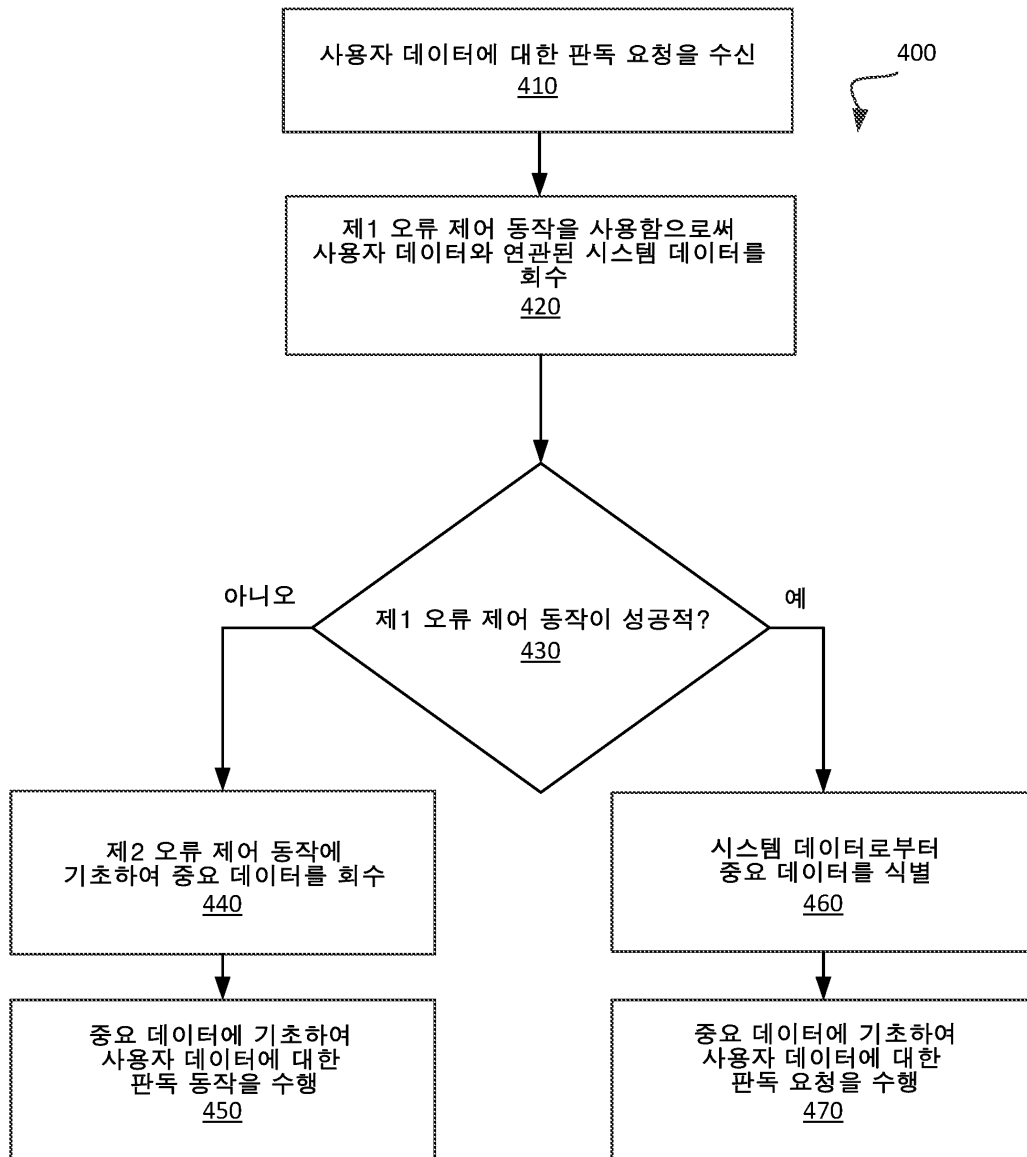 사용자 데이터에 대한 판독 요청을 수신
410
400
제1 오류 제어 동작을 사용함으로써
사용자 데이터와 연관된 시스템 데이터를
회수
420
아니오
예
제1 오류 제어 동작이 성공적?
430
제2 오류 제어 동작에
기초하여 중요 데이터를 회수
440
시스템 데이터로부터
중요 데이터를 식별
460
중요 데이터에 기초하여
사용자 데이터에 대한
판독 동작을 수행
450
중요 데이터에 기초하여
사용자 데이터에 대한
판독 요청을 수행
470